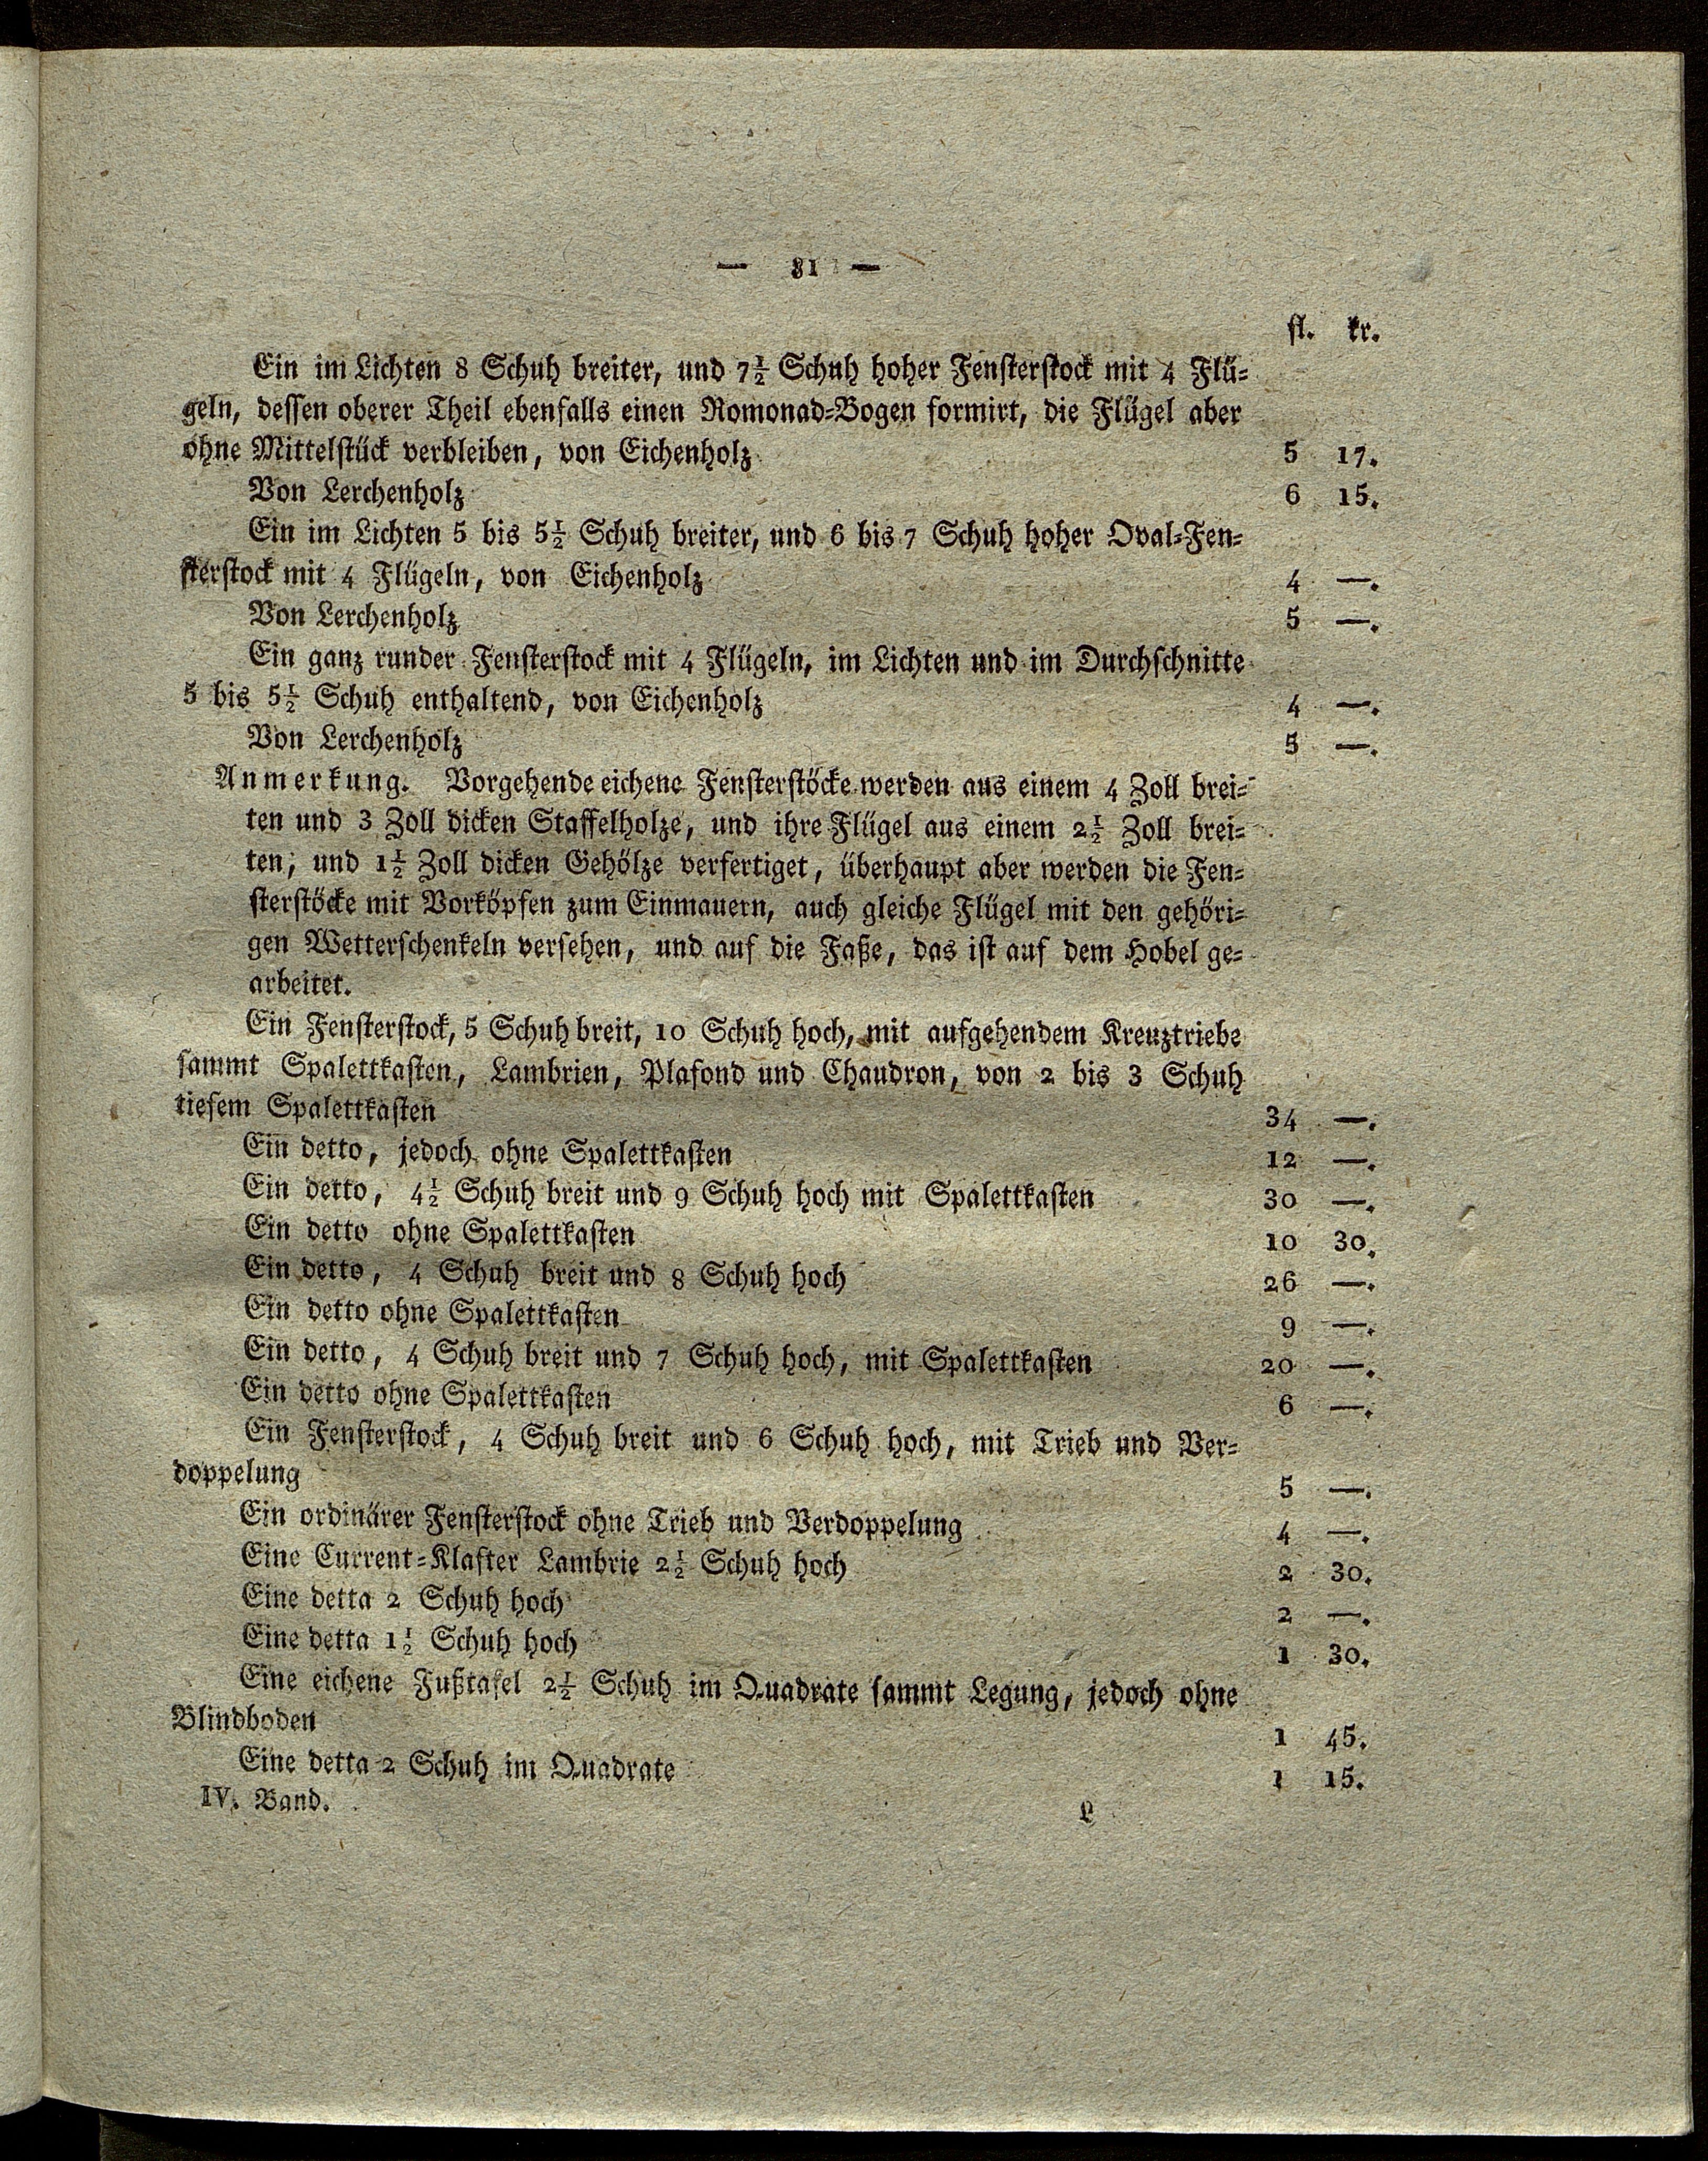 — 81 —
fl. kr.
Ein im Lichten 8 Schuh breiter, und 7½ Schuh hoher Fensterstock mit 4 Flü=
geln, dessen oberer Theil ebenfalls einen Romonad=Bogen formirt, die Flügel aber
ohne Mittelstück verbleiben, von Eichenholz 5 17.
Von Lerchenholz 6 15.
Ein im Lichten 5 bis 5½ Schuh breiter, und 6 bis 7 Schuh hoher Oval=Fen=
sterstock mit 4 Flügeln, von Eichenholz 4 —.
Von Lerchenholz 5 —.
Ein ganz runder Fensterstock mit 4 Flügeln, im Lichten und im Durchschnitte
5 bis 5½ Schuh enthaltend, von Eichenholz 4 —.
Von Lerchenholz 5 —.
Anmerkung. Vorgehende eichene Fensterstöcke werden aus einem 4 Zoll brei=
ten und 3 Zoll dicken Staffelholze, und ihre Flügel aus einem 2½ Zoll brei=
ten, und 1½ Zoll dicken Gehölze verfertiget, überhaupt aber werden die Fen=
sterstöcke mit Vorköpfen zum Einmauern, auch gleiche Flügel mit den gehöri=
gen Wetterschenkeln versehen, und auf die Faße, das ist auf dem Hobel ge=
arbeitet.
Ein Fensterstock, 5 Schuh breit, 10 Schuh hoch, mit aufgehendem Kreuztriebe
sammt Spalettkasten, Lambrien, Plafond und Chaudron, von 2 bis 3 Schuh
tiefem Spalettkasten 34 —.
Ein detto, jedoch ohne Spalettkasten 12 —.
Ein detto, 4½ Schuh breit und 9 Schuh hoch mit Spalettkasten 30 —.
Ein detto ohne Spalettkasten 10 30.
Ein detto, 4 Schuh breit und 8 Schuh hoch 26 —.
Ein detto ohne Spalettkasten 9 —.
Ein detto, 4 Schuh breit und 7 Schuh hoch, mit Spalettkasten 20 —.
Ein detto ohne Spalettkasten 6 —.
Ein Fensterstock, 4 Schuh breit und 6 Schuh hoch, mit Trieb und Ver=
doppelung 5 —.
Ein ordinärer Fensterstock ohne Trieb und Verdoppelung 4 —.
Eine Current=Klafter Lambrie 2½ Schuh hoch 2 30.
Eine detta 2 Schuh hoch 2 —.
Eine detta 1½ Schuh hoch 1 30.
Eine eichene Fußtafel 2½ Schuh im Quadrate sammt Legung, jedoch ohne
Blindboden 1 45.
Eine detta 2 Schuh im Quadrate 1 15.
IV. Band. L